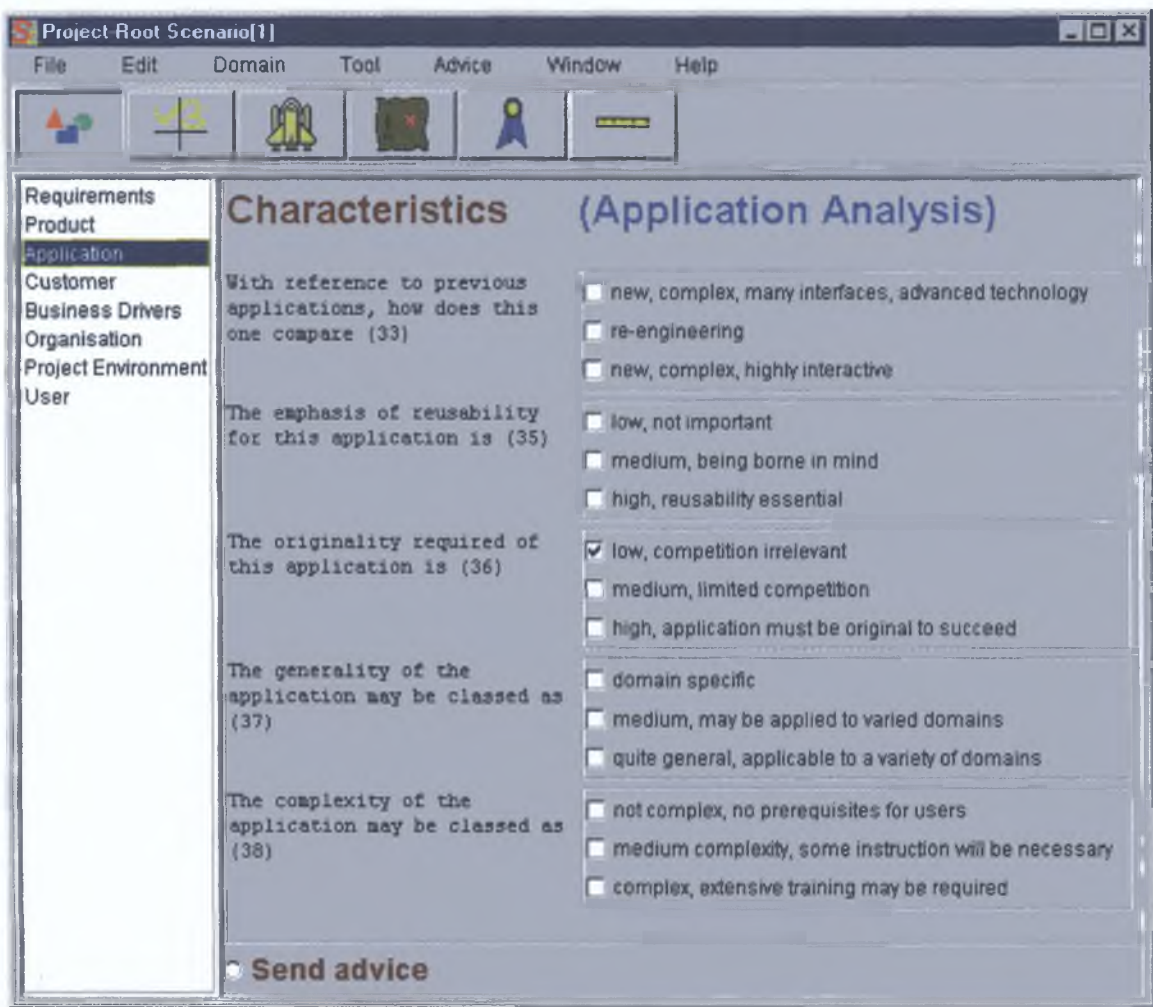 Project Root Scenario[1]
File Edit Domain Tool Advice Window Help
Requirements
Product
Application
Customer
Business Drivers
Organisation
Project Environment
User
Characteristics (Application Analysis)
With reference to previous
applications, how does this
one compare (33)
new, complex, many interfaces, advanced technology
re-engineering
new, complex, highly interactive
The emphasis of reusability
for this application is (35)
low, not important
medium, being borne in mind
high, reusability essential
The originality required of
this application is (36)
low, competition irrelevant
medium, limited competition
high, application must be original to succeed
The generality of the
application may be classed as
(37)
domain specific
medium, may be applied to varied domains
quite general, applicable to a variety of domains
The complexity of the
application may be classed as
(38)
not complex, no prerequisites for users
medium complexity, some instruction will be necessary
complex, extensive training may be required
Send advice